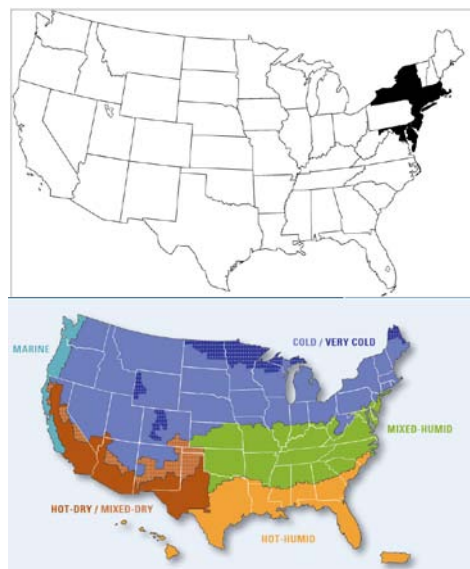 MARINE
COLD / VERY COLD
MIXED-HUMID
HOT-DRY / MIXED-DRY
HOT-HUMID